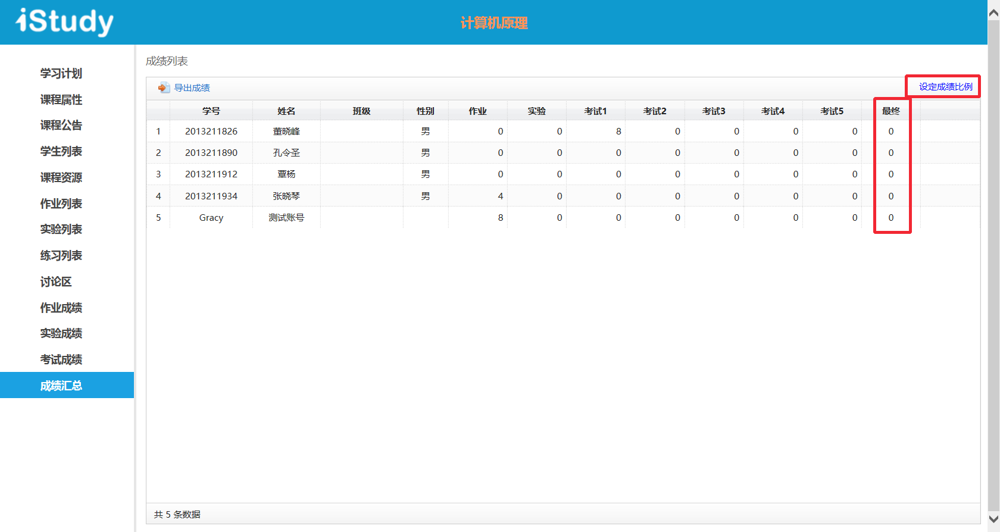 iStudy
计算机原理
学习计划
课程属性
课程公告
学生列表
课程资源
作业列表
实验列表
练习列表
讨论区
作业成绩
实验成绩
考试成绩
成绩汇总
成绩列表
导出成绩 设定成绩比例
学号 姓名 班级 性别 作业 实验 考试1 考试2 考试3 考试4 考试5 最终
1 2013211826 董晓峰 男 0 0 8 0 0 0 0 0
2 2013211890 孔令圣 男 0 0 0 0 0 0 0 0
3 2013211912 覃杨 男 0 0 0 0 0 0 0 0
4 2013211934 张晓琴 男 4 0 0 0 0 0 0 0
5 Gracy 测试账号 8 0 0 0 0 0 0 0
共 5 条数据